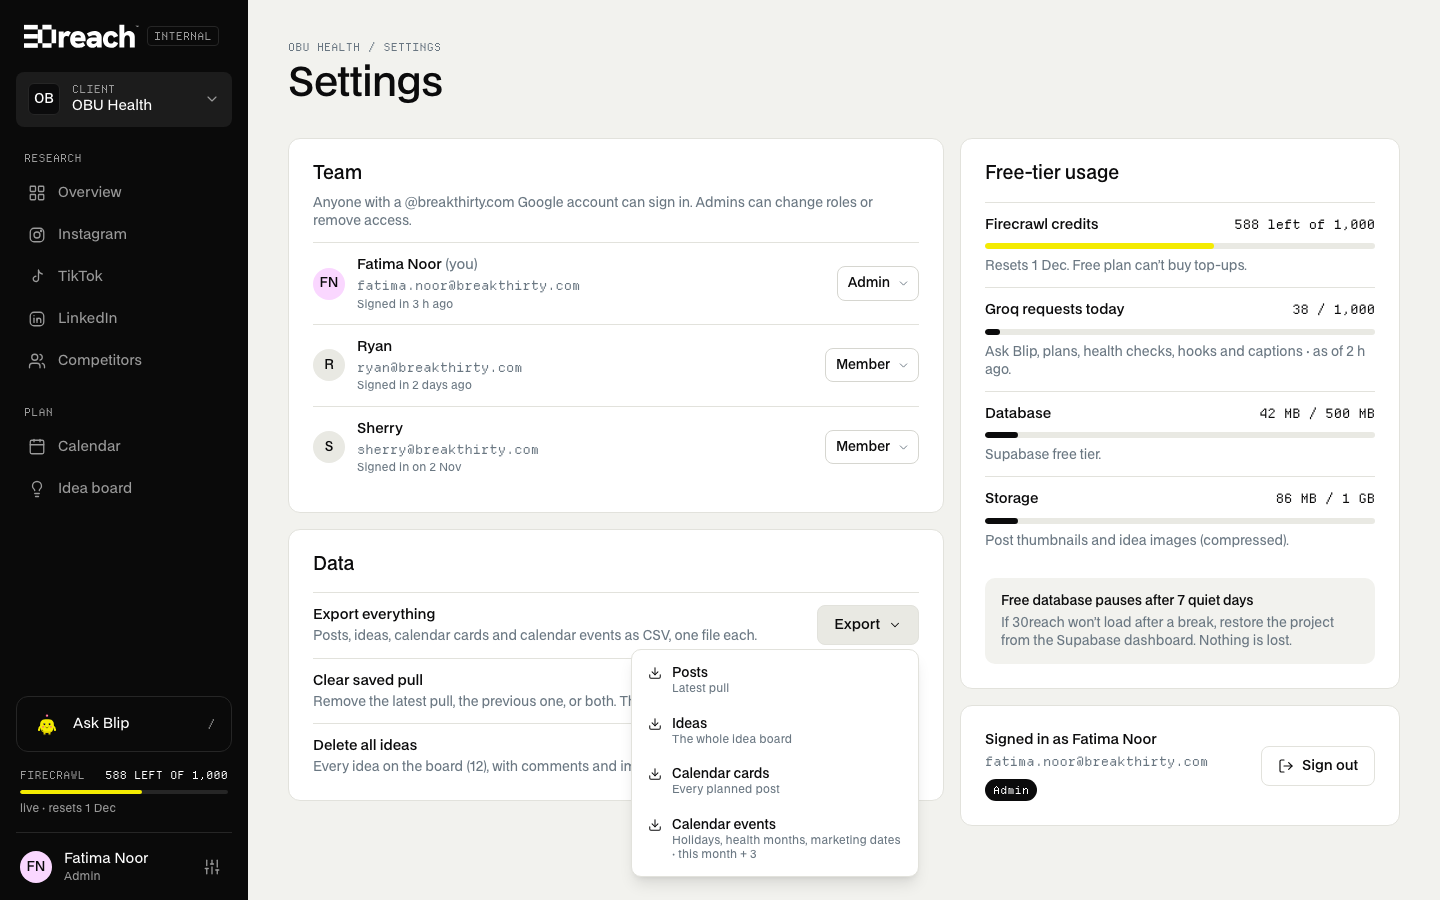 30reach INTERNAL
OB
CLIENT
OBU Health
RESEARCH
Overview
Instagram
TikTok
LinkedIn
Competitors
PLAN
Calendar
Idea board
Ask Blip /
FIRECRAWL 588 LEFT OF 1,000
live · resets 1 Dec
FN
Fatima Noor
Admin
OBU HEALTH / SETTINGS
Settings
Team
Anyone with a @breakthirty.com Google account can sign in. Admins can change roles or
remove access.
FN
Fatima Noor (you)
fatima.noor@breakthirty.com
Signed in 3 h ago
Admin
R
Ryan
ryan@breakthirty.com
Signed in 2 days ago
Member
S
Sherry
sherry@breakthirty.com
Signed in on 2 Nov
Member
Data
Export everything
Posts, ideas, calendar cards and calendar events as CSV, one file each.
Export
Clear saved pull
Remove the latest pull, the previous one, or both.
Delete all ideas
Every idea on the board (12), with comments and
Posts
Latest pull
Ideas
The whole idea board
Calendar cards
Every planned post
Calendar events
Holidays, health months, marketing dates
· this month + 3
Free-tier usage
Firecrawl credits 588 left of 1,000
Resets 1 Dec. Free plan can't buy top-ups.
Groq requests today 38 / 1,000
Ask Blip, plans, health checks, hooks and captions · as of 2 h
ago.
Database 42 MB / 500 MB
Supabase free tier.
Storage 86 MB / 1 GB
Post thumbnails and idea images (compressed).
Free database pauses after 7 quiet days
If 30reach won't load after a break, restore the project
from the Supabase dashboard. Nothing is lost.
Signed in as Fatima Noor
fatima.noor@breakthirty.com
Admin
Sign out